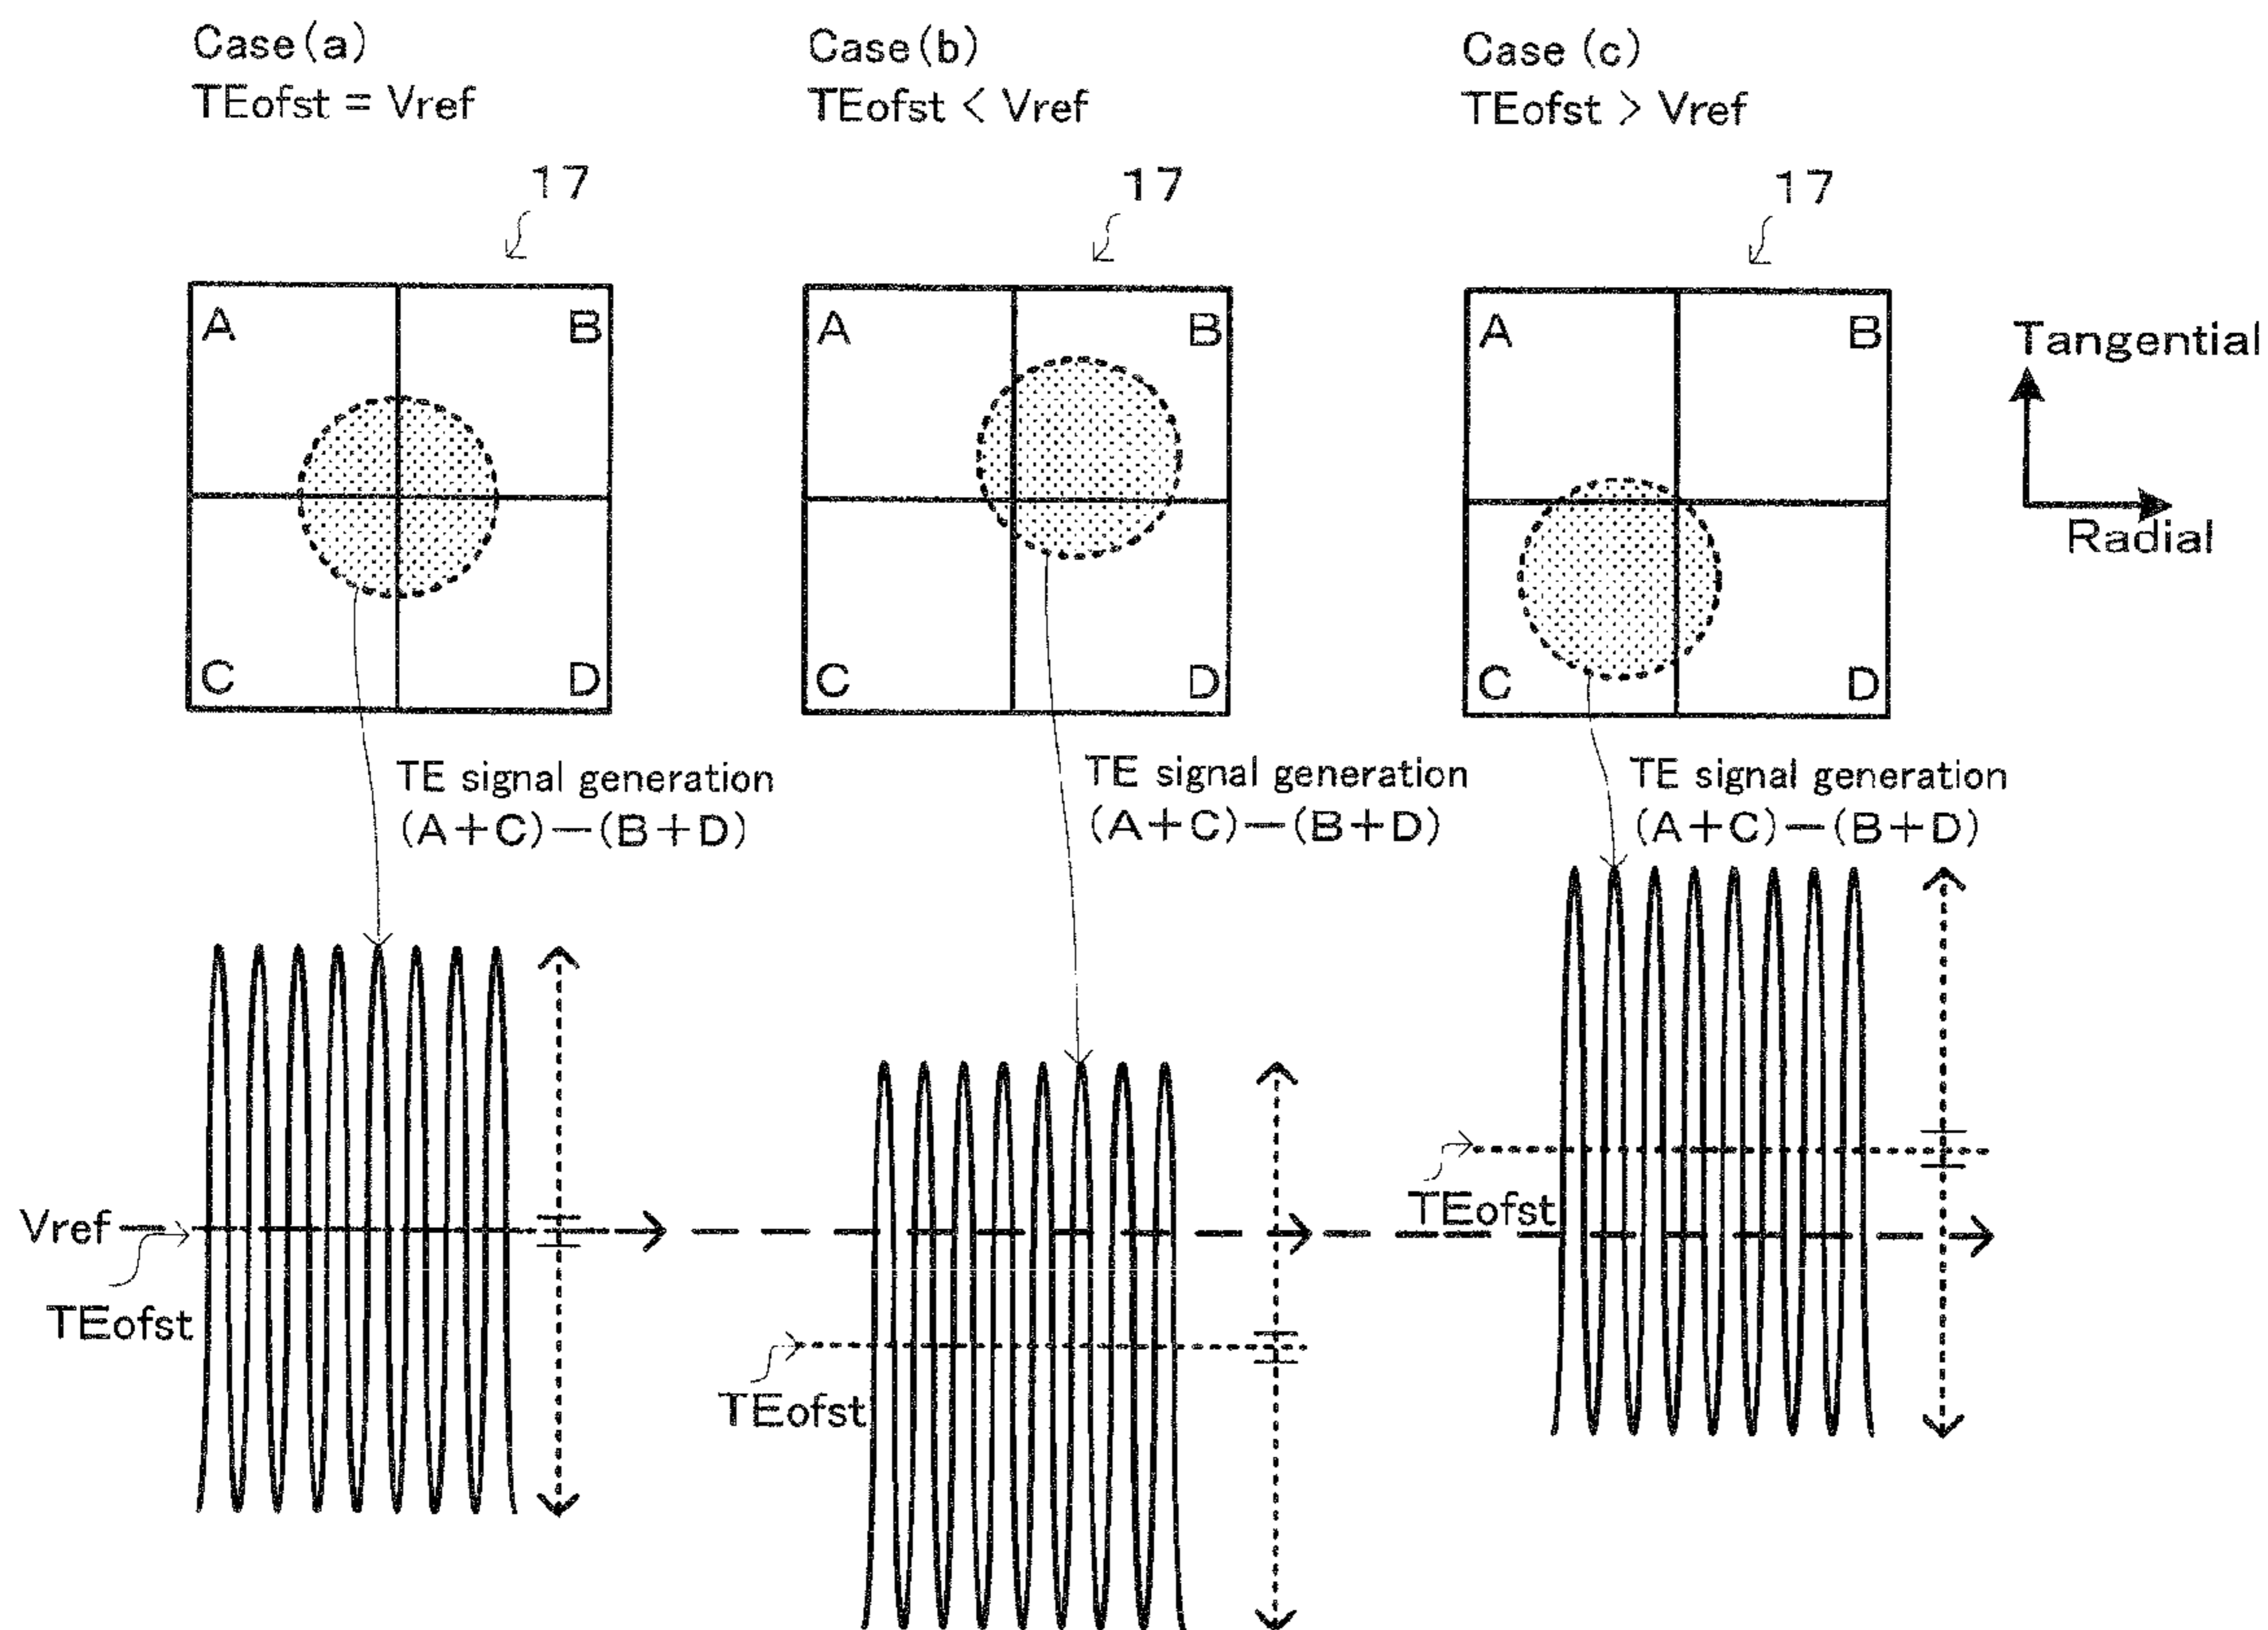 Case(a)
TEofst = Vref
Case(b)
TEofst < Vref
Case (c)
TEofst > Vref
17
17
17
A
B
C
D
A
B
C
D
A
B
C
D
Tangential
Radial
TE signal generation
(A+C)—(B+D)
TE signal generation
(A+C)—(B+D)
TE signal generation
(A+C)—(B+D)
Vref
TEofst
TEofst
TEofst